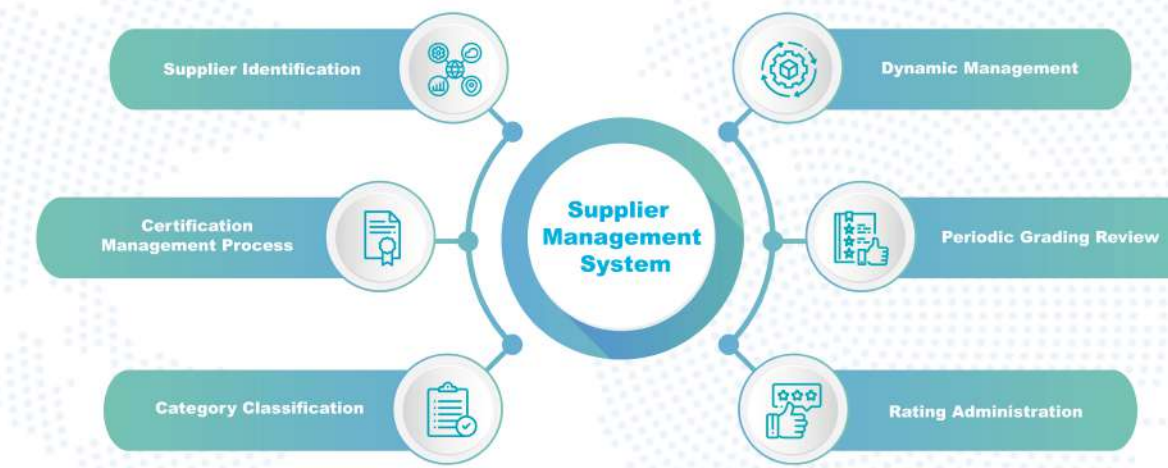 Supplier Identification
Certification
Management Process
Category Classification
Supplier
Management
System
Dynamic Management
Periodic Grading Review
Rating Administration